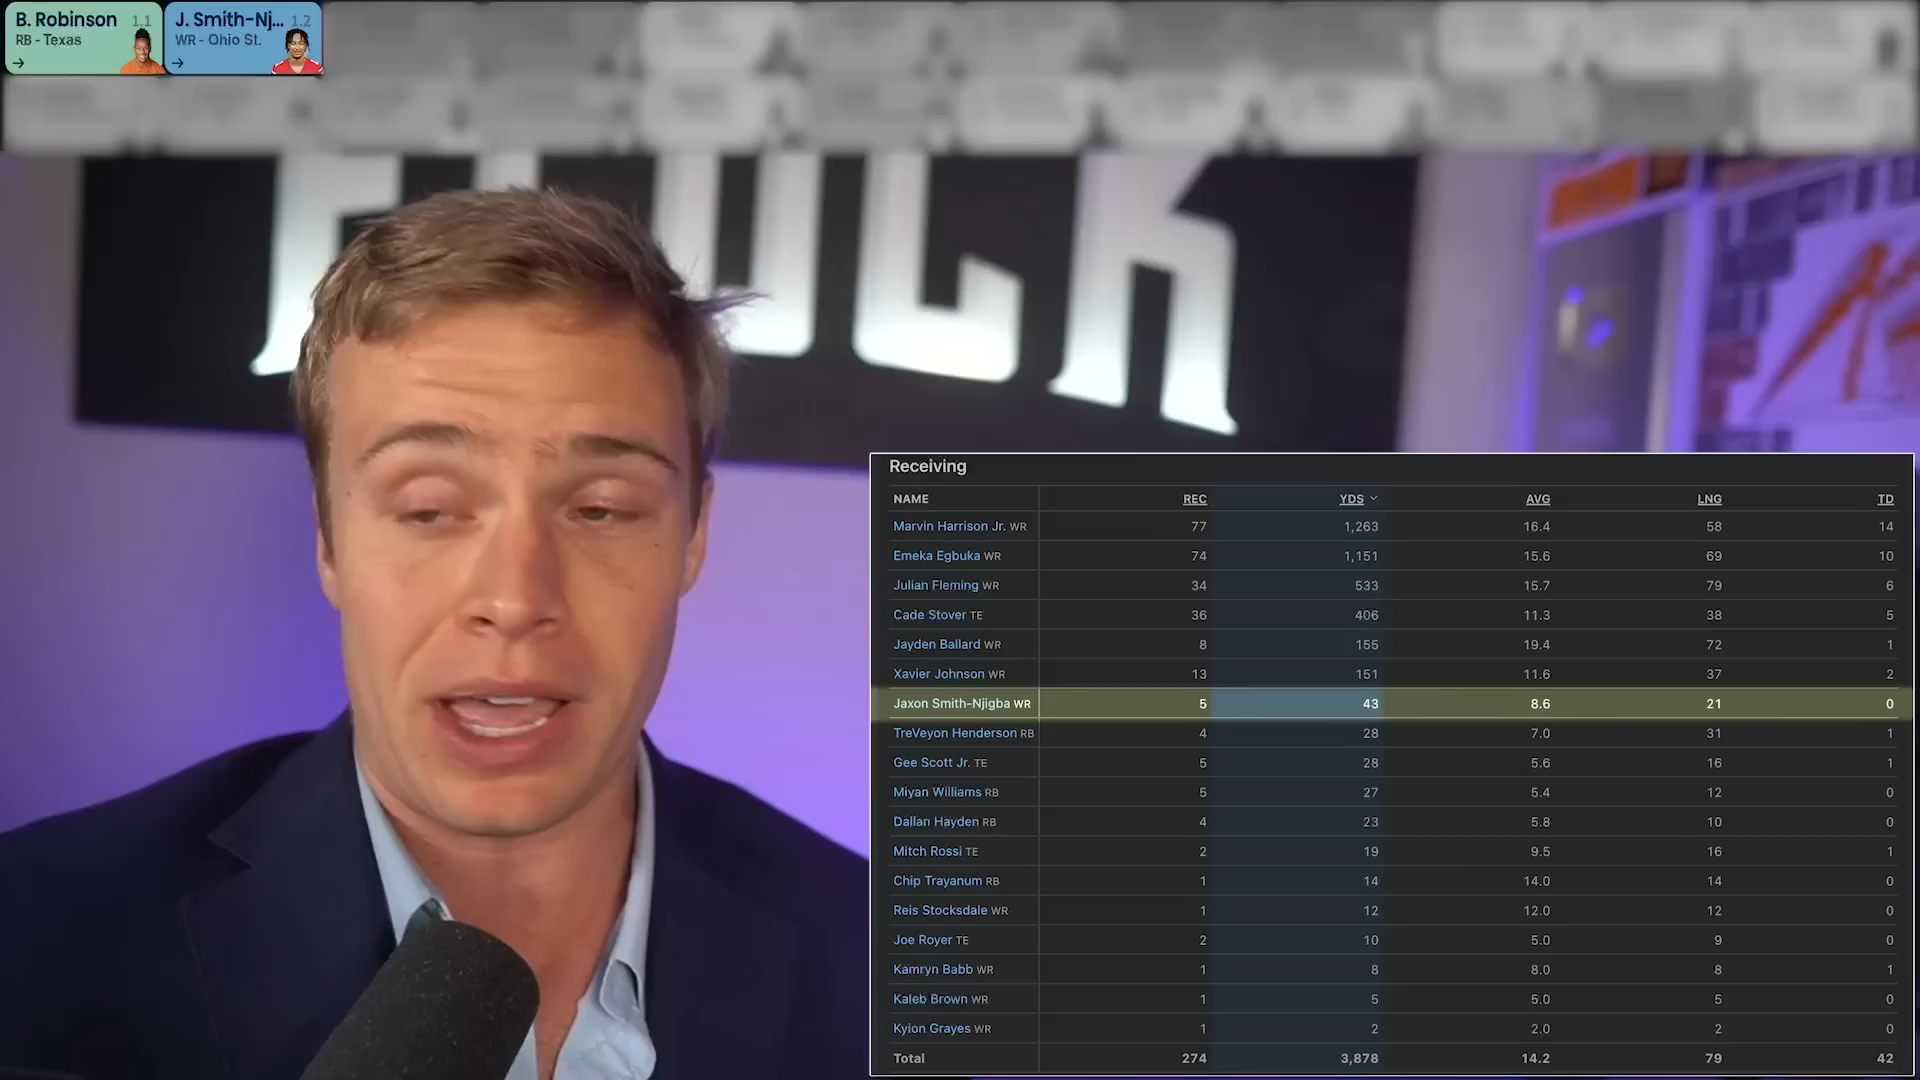 B. Robinson 1.1
RB - Texas
→
J. Smith-Nj... 1.2
WR - Ohio St.
→
FLOCK
Receiving
NAME REC YDS AVG LNG TD
Marvin Harrison Jr. WR 77 1,263 16.4 58 14
Emeka Egbuka WR 74 1,151 15.6 69 10
Julian Fleming WR 34 533 15.7 79 6
Cade Stover TE 36 406 11.3 38 5
Jayden Ballard WR 8 155 19.4 72 1
Xavier Johnson WR 13 151 11.6 37 2
Jaxon Smith-Njigba WR 5 43 8.6 21 0
TreVeyon Henderson RB 4 28 7.0 31 1
Gee Scott Jr. TE 5 28 5.6 16 1
Miyan Williams RB 5 27 5.4 12 0
Dallan Hayden RB 4 23 5.8 10 0
Mitch Rossi TE 2 19 9.5 16 1
Chip Trayanum RB 1 14 14.0 14 0
Reis Stocksdale WR 1 12 12.0 12 0
Joe Royer TE 2 10 5.0 9 0
Kamryn Babb WR 1 8 8.0 8 1
Kaleb Brown WR 1 5 5.0 5 0
Kyion Grayes WR 1 2 2.0 2 0
Total 274 3,878 14.2 79 42